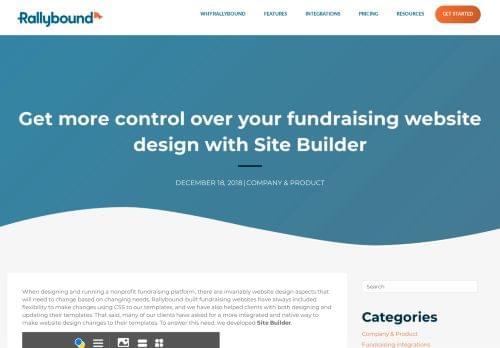 Rallybound
WHY RALLYBOUND
FEATURES
INTEGRATIONS
PRICING
RESOURCES
GET STARTED
Get more control over your fundraising website
design with Site Builder
DECEMBER 18, 2018 | COMPANY & PRODUCT
When designing and running a nonprofit fundraising platform, there are invariably website design aspects that
will need to change based on changing needs. Rallybound built fundraising websites have always included
flexibility to make changes using CSS to our templates, and we have also helped clients with both designing and
updating their templates. That said, many of our clients have asked for a more integrated and native way to
make website design changes to their templates. To answer this need, we developed Site Builder.
Search
Categories
Company & Product
Fundraising Integrations